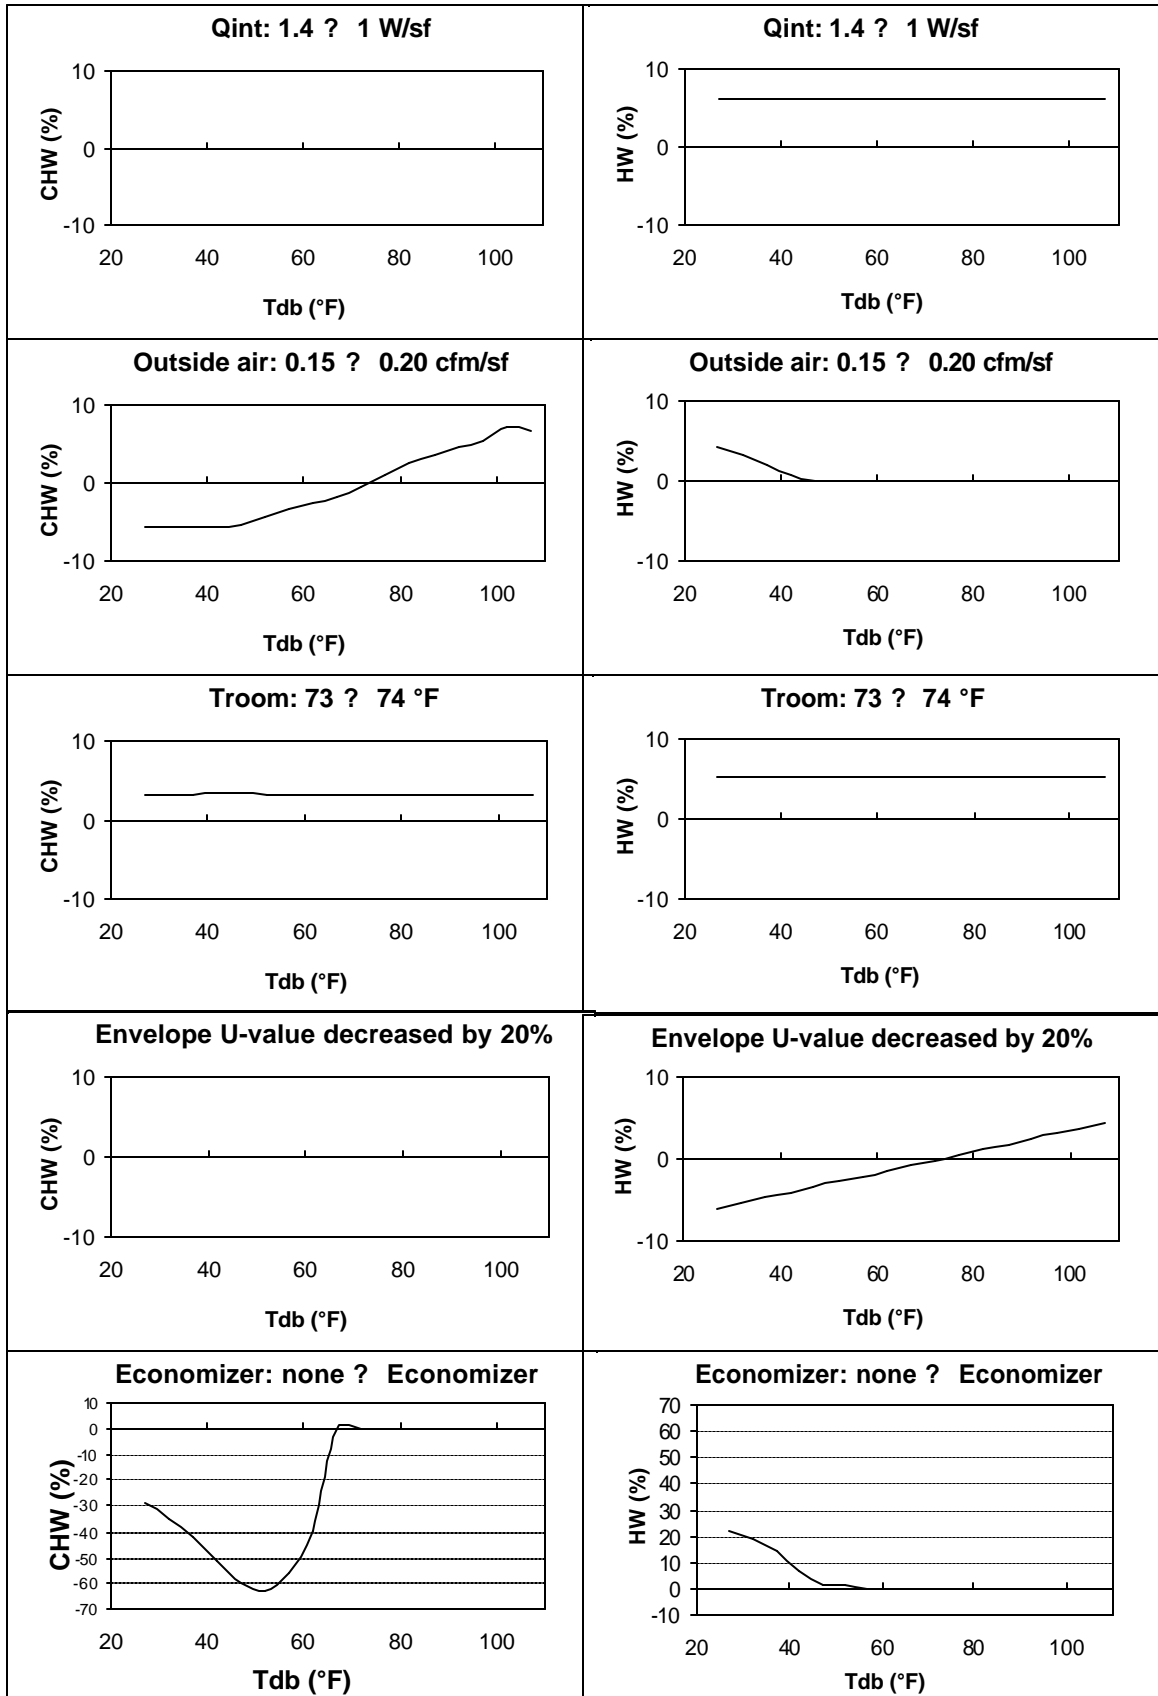 Qint: 1.4 ? 1 W/sf
10
0
-10
CHW (%)
20 40 60 80 100
Tdb (°F)
Qint: 1.4 ? 1 W/sf
10
0
-10
HW (%)
20 40 60 80 100
Tdb (°F)
Outside air: 0.15 ? 0.20 cfm/sf
10
0
-10
CHW (%)
20 40 60 80 100
Tdb (°F)
Outside air: 0.15 ? 0.20 cfm/sf
10
0
-10
HW (%)
20 40 60 80 100
Tdb (°F)
Troom: 73 ? 74 °F
10
0
-10
CHW (%)
20 40 60 80 100
Tdb (°F)
Troom: 73 ? 74 °F
10
0
-10
HW (%)
20 40 60 80 100
Tdb (°F)
Envelope U-value decreased by 20%
10
0
-10
CHW (%)
20 40 60 80 100
Tdb (°F)
Envelope U-value decreased by 20%
10
0
-10
HW (%)
20 40 60 80 100
Tdb (°F)
Economizer: none ? Economizer
10
0
-10
-20
-30
-40
-50
-60
-70
CHW (%)
20 40 60 80 100
Tdb (°F)
Economizer: none ? Economizer
70
60
50
40
30
20
10
0
-10
HW (%)
20 40 60 80 100
Tdb (°F)